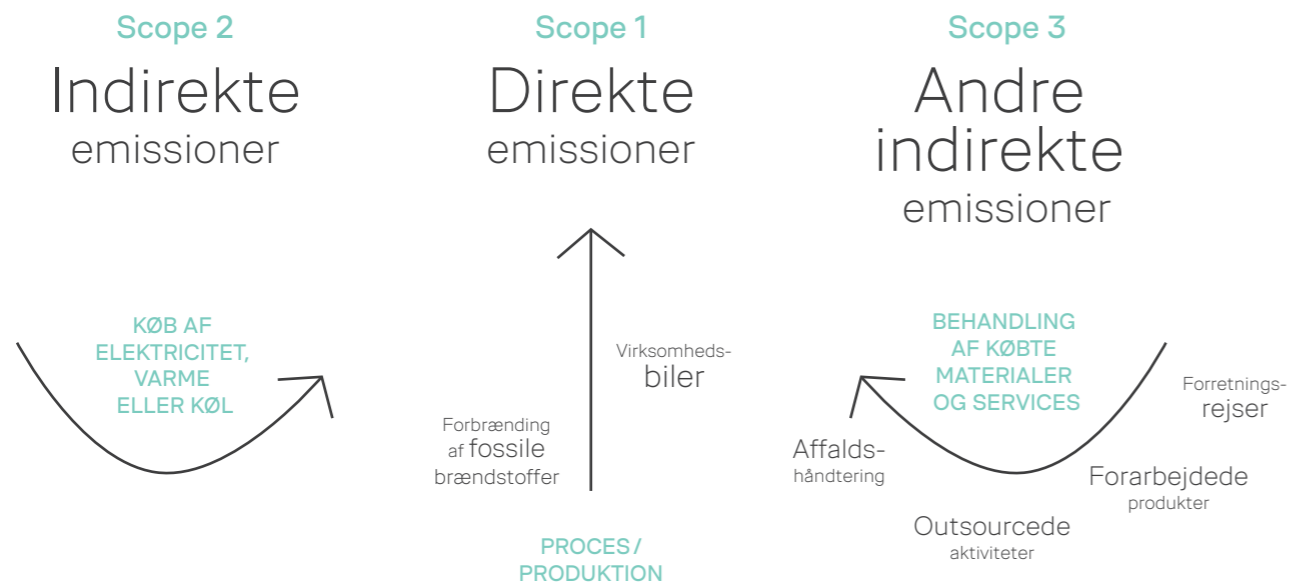 Scope 2
Indirekte
emissioner
KØB AF
ELEKTRICITET,
VARME
ELLER KØL
Scope 1
Direkte
emissioner
Virksomheds-
biler
Forbrænding
af fossile
brændstoffer
PROCES/
PRODUKTION
Scope 3
Andre
indirekte
emissioner
BEHANDLING
AF KØBTE
MATERIALER
OG SERVICES
Forretnings-
rejser
Affalds-
håndtering
Forarbejdede
produkter
Outsourcede
aktiviteter